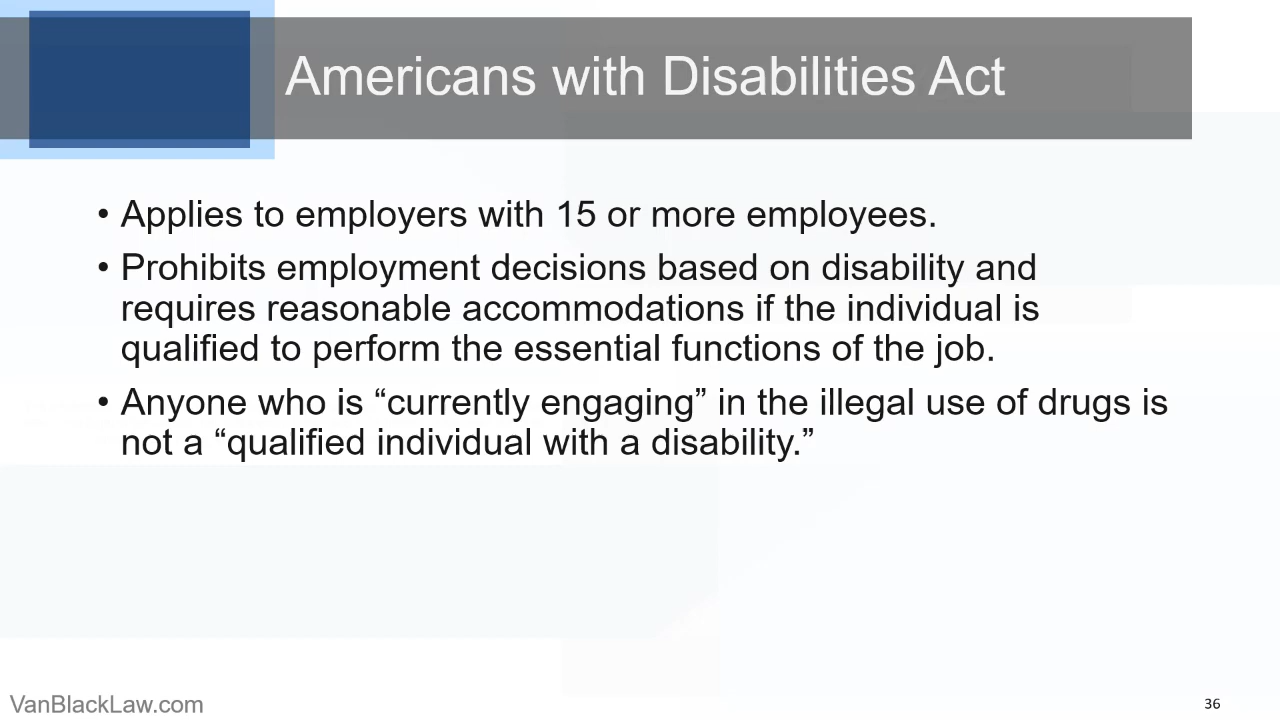 Americans with Disabilities Act
• Applies to employers with 15 or more employees.
• Prohibits employment decisions based on disability and
requires reasonable accommodations if the individual is
qualified to perform the essential functions of the job.
• Anyone who is “currently engaging” in the illegal use of drugs is
not a “qualified individual with a disability.”
VanBlackLaw.com
36